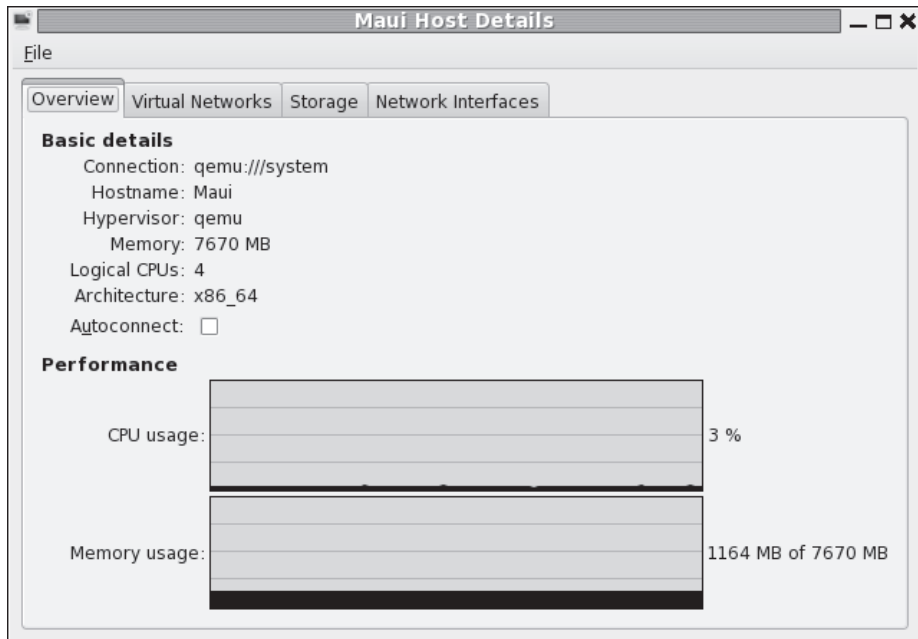 Maui Host Details
File
Overview Virtual Networks Storage Network Interfaces
Basic details
Connection: qemu:///system
Hostname: Maui
Hypervisor: qemu
Memory: 7670 MB
Logical CPUs: 4
Architecture: x86_64
Autoconnect:
Performance
CPU usage: 3 %
Memory usage: 1164 MB of 7670 MB